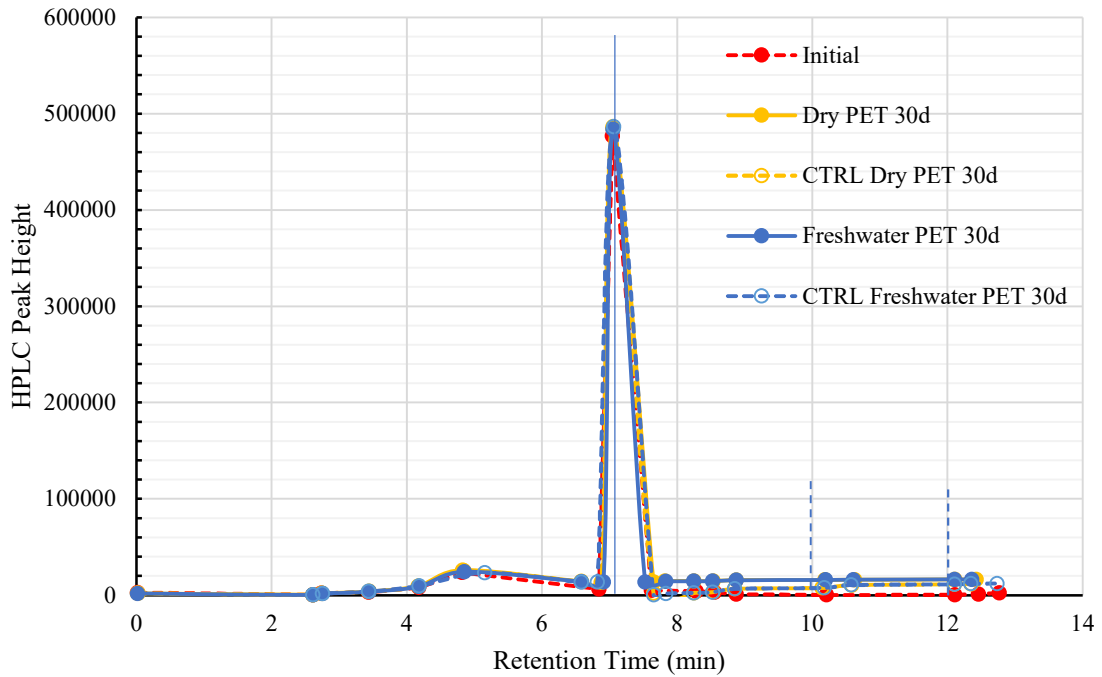 600000
500000
400000
300000
200000
100000
0
HPLC Peak Height
Initial
Dry PET 30d
CTRL Dry PET 30d
Freshwater PET 30d
CTRL Freshwater PET 30d
0 2 4 6 8 10 12 14
Retention Time (min)